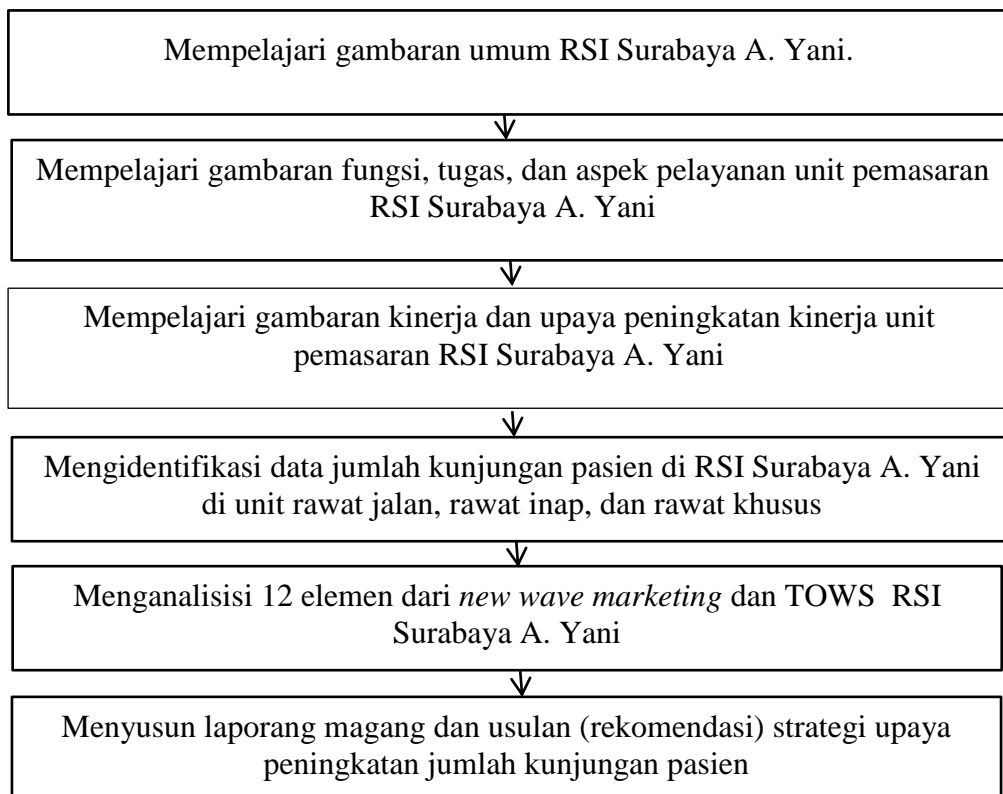 Mempelajari gambaran umum RSI Surabaya A. Yani.
Mempelajari gambaran fungsi, tugas, dan aspek pelayanan unit pemasaran
RSI Surabaya A. Yani
Mempelajari gambaran kinerja dan upaya peningkatan kinerja unit
pemasaran RSI Surabaya A. Yani
Mengidentifikasi data jumlah kunjungan pasien di RSI Surabaya A. Yani
di unit rawat jalan, rawat inap, dan rawat khusus
Menganalisisi 12 elemen dari new wave marketing dan TOWS RSI
Surabaya A. Yani
Menyusun laporang magang dan usulan (rekomendasi) strategi upaya
peningkatan jumlah kunjungan pasien